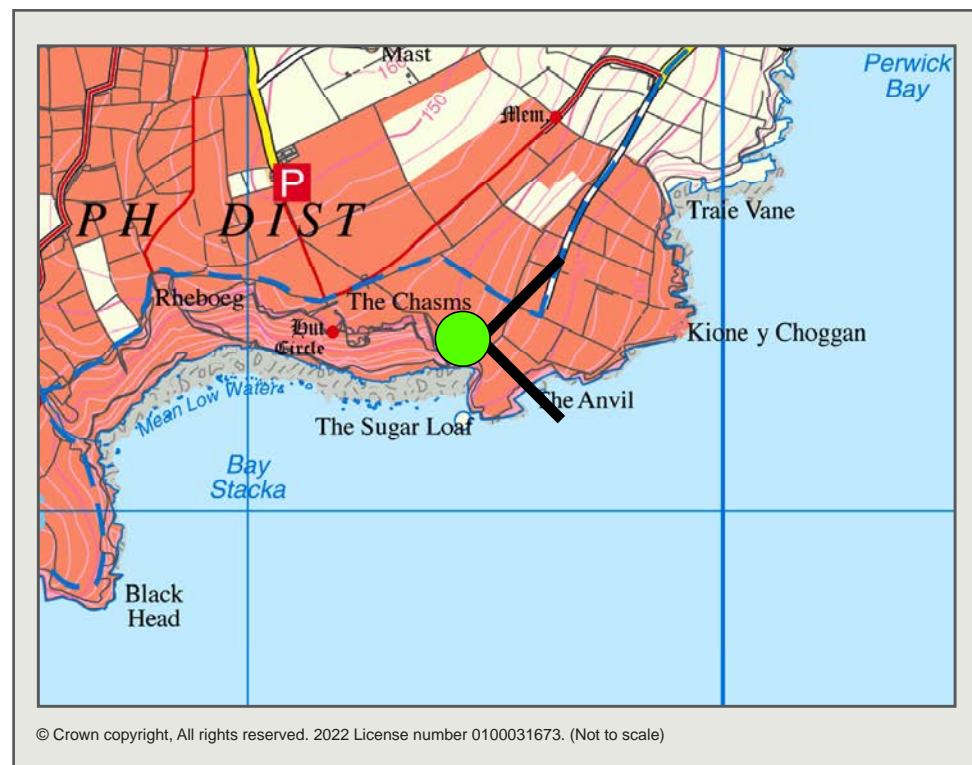 Mast
160
150
Perwick
Bay
Mem.
P
PH DIST
Traie Vane
Rheboeg
The Chasms
Hut
Circle
Kione y Choggan
Mean Low Water
The Anvil
The Sugar Loaf
Bay
Stacka
Black
Head
© Crown copyright, All rights reserved. 2022 License number 0100031673. (Not to scale)